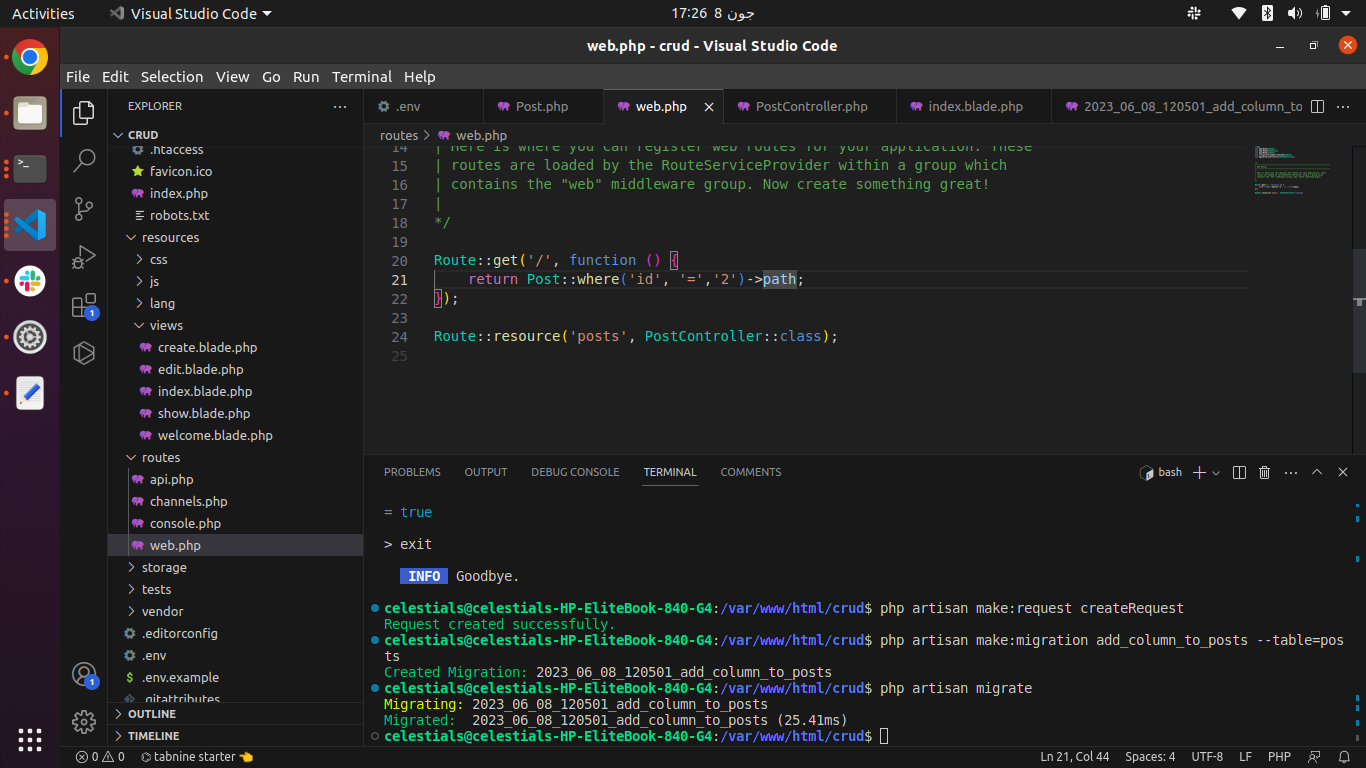 Activities
Visual Studio Code
17:26 8 جون
web.php - crud - Visual Studio Code
File Edit Selection View Go Run Terminal Help
EXPLORER
CRUD
.htaccess
favicon.ico
index.php
robots.txt
resources
css
js
lang
views
create.blade.php
edit.blade.php
index.blade.php
show.blade.php
welcome.blade.php
routes
api.php
channels.php
console.php
web.php
storage
tests
vendor
.editorconfig
.env
.env.example
.gitattributes
OUTLINE
TIMELINE
1
1
.env Post.php web.php PostController.php index.blade.php 2023_06_08_120501_add_column_to
routes > web.php
14 | Here is where you can register web routes for your application. These
15 | routes are loaded by the RouteServiceProvider within a group which
16 | contains the "web" middleware group. Now create something great!
17 |
18 */
19
20 Route::get('/', function () {
21 return Post::where('id', '=','2')->path;
22 });
23
24 Route::resource('posts', PostController::class);
25
PROBLEMS OUTPUT DEBUG CONSOLE TERMINAL COMMENTS
bash
= true
> exit
INFO Goodbye.
celestials@celestials-HP-EliteBook-840-G4:/var/www/html/crud$ php artisan make:request createRequest
Request created successfully.
celestials@celestials-HP-EliteBook-840-G4:/var/www/html/crud$ php artisan make:migration add_column_to_posts --table=pos
ts
Created Migration: 2023_06_08_120501_add_column_to_posts
celestials@celestials-HP-EliteBook-840-G4:/var/www/html/crud$ php artisan migrate
Migrating: 2023_06_08_120501_add_column_to_posts
Migrated: 2023_06_08_120501_add_column_to_posts (25.41ms)
celestials@celestials-HP-EliteBook-840-G4:/var/www/html/crud$
0 0 tabnine starter 👈
Ln 21, Col 44 Spaces: 4 UTF-8 LF PHP